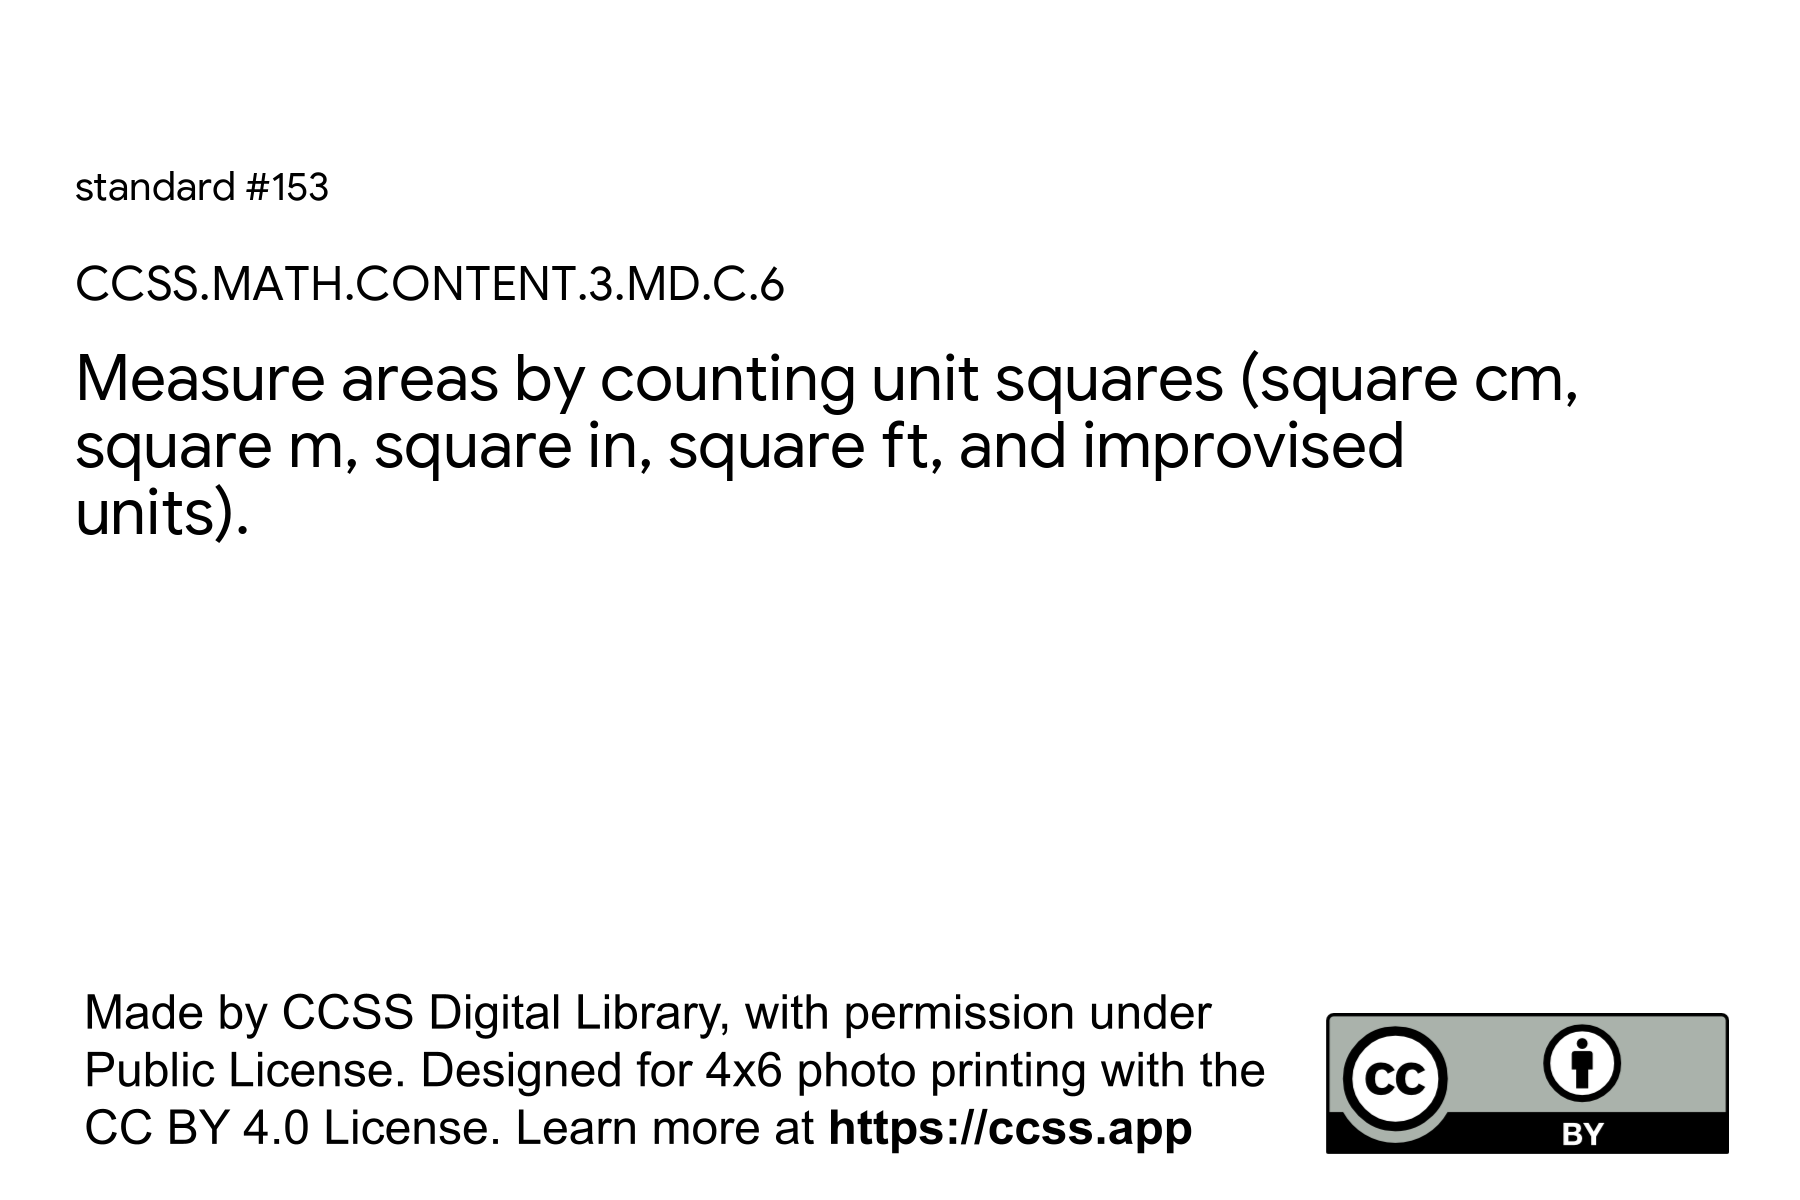 standard #153
CCSS.MATH.CONTENT.3.MD.C.6
Measure areas by counting unit squares (square cm,
square m, square in, square ft, and improvised
units).
Made by CCSS Digital Library, with permission under
Public License. Designed for 4x6 photo printing with the
CC BY 4.0 License. Learn more at https://ccss.app
CC
BY